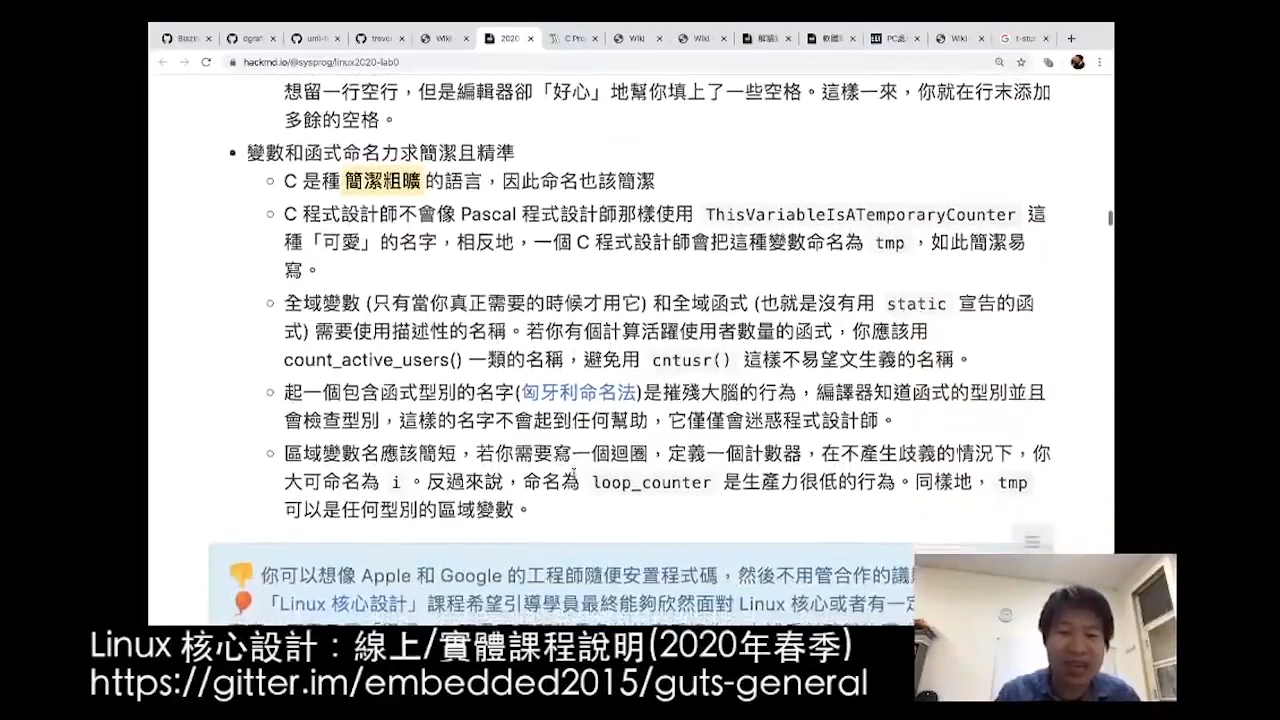 2020
Wiki
C Pro
Wiki
Wiki
Wiki
hackmd.io/@sysprog/linux2020-lab0
想留一行空行，但是編輯器卻「好心」地幫你填上了一些空格。這樣一來，你就在行末添加
多餘的空格。
變數和函式命名力求簡潔且精準
C 是種 簡潔粗曠 的語言，因此命名也該簡潔
C 程式設計師不會像 Pascal 程式設計師那樣使用 ThisVariableIsATemporaryCounter 這
種「可愛」的名字，相反地，一個 C 程式設計師會把這種變數命名為 tmp ，如此簡潔易
寫。
全域變數 (只有當你真正需要的時候才用它) 和全域函式 (也就是沒有用 static 宣告的函
式) 需要使用描述性的名稱。若你有個計算活躍使用者數量的函式，你應該用
count_active_users() 一類的名稱，避免用 cntusr() 這樣不易望文生義的名稱。
起一個包含函式型別的名字(匈牙利命名法)是摧殘大腦的行為，編譯器知道函式的型別並且
會檢查型別，這樣的名字不會起到任何幫助，它僅僅會迷惑程式設計師。
區域變數名應該簡短，若你需要寫一個迴圈，定義一個計數器，在不產生歧義的情況下，你
大可命名為 i 。反過來說，命名為 loop_counter 是生產力很低的行為。同樣地， tmp
可以是任何型別的區域變數。
你可以想像 Apple 和 Google 的工程師隨便安置程式碼，然後不用管合作的議
「Linux 核心設計」課程希望引導學員最終能夠欣然面對 Linux 核心或者有一定
Linux 核心設計：線上/實體課程說明(2020年春季)
https://gitter.im/embedded2015/guts-general